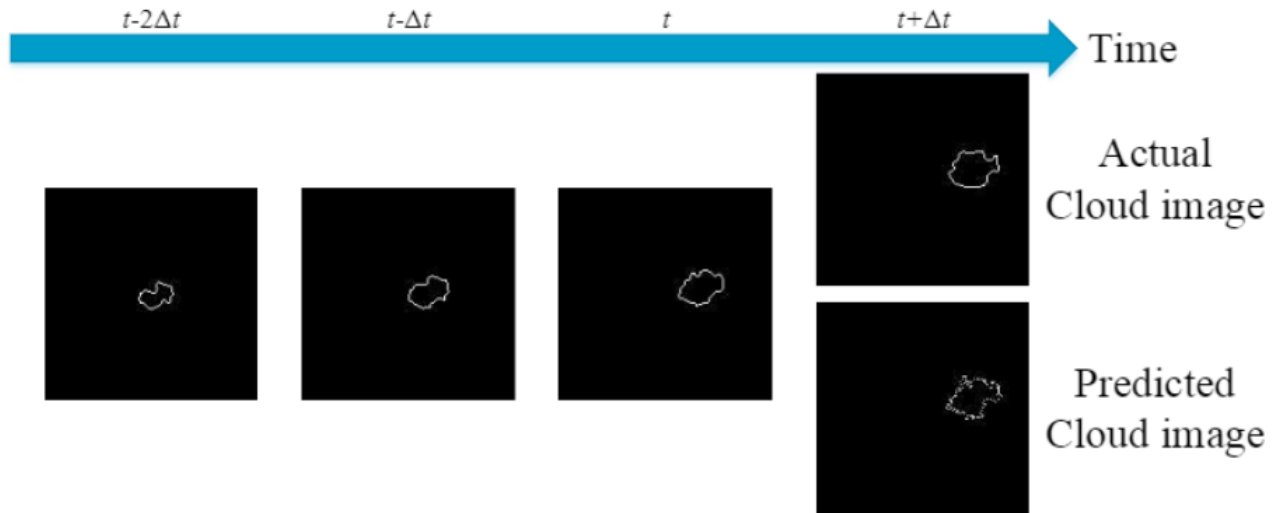 t-2Δt
t-Δt
t
t+Δt
Time
Actual
Cloud image
Predicted
Cloud image